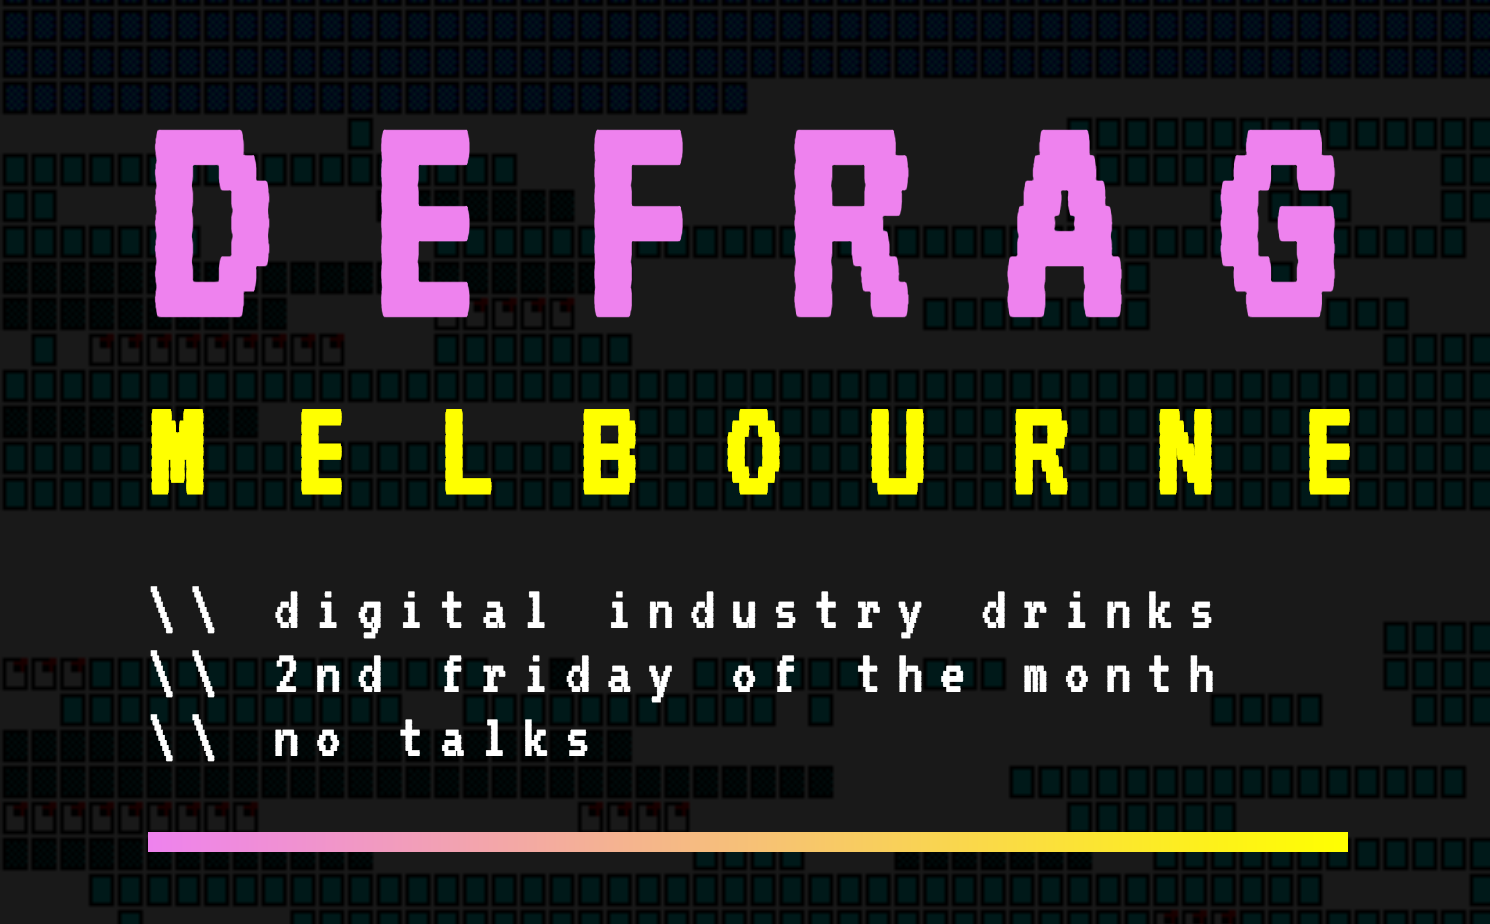 DEFRAG
MELBOURNE
\\ digital industry drinks
\\ 2nd friday of the month
\\ no talks